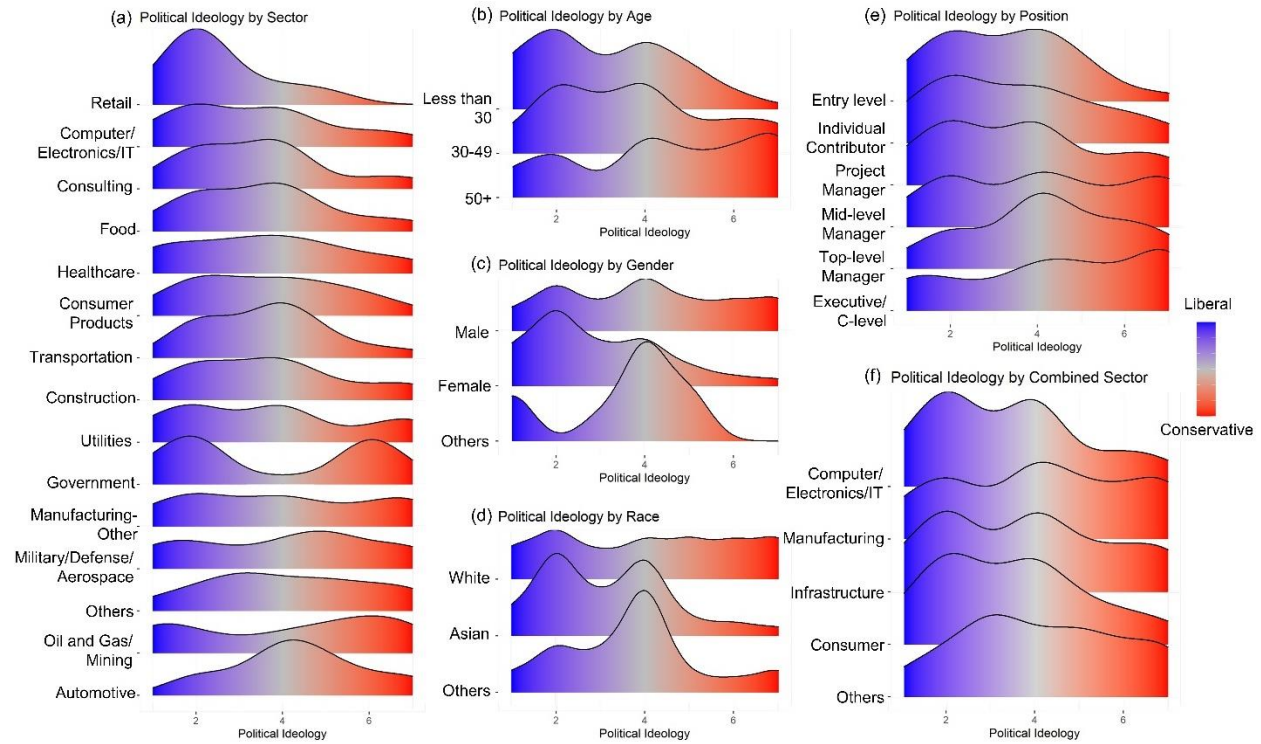 (a) Political Ideology by Sector
Retail
Computer/
Electronics/IT
Consulting
Food
Healthcare
Consumer
Products
Transportation
Construction
Utilities
Government
Manufacturing-
Other
Military/Defense/
Aerospace
Others
Oil and Gas/
Mining
Automotive
2 4 6
Political Ideology
(b) Political Ideology by Age
Less than
30
30-49
50+
2 4 6
Political Ideology
(c) Political Ideology by Gender
Male
Female
Others
2 4 6
Political Ideology
(d) Political Ideology by Race
White
Asian
Others
2 4 6
Political Ideology
(e) Political Ideology by Position
Entry level
Individual
Contributor
Project
Manager
Mid-level
Manager
Top-level
Manager
Executive/
C-level
2 4 6
Political Ideology
Liberal
Conservative
(f) Political Ideology by Combined Sector
Computer/
Electronics/IT
Manufacturing
Infrastructure
Consumer
Others
2 4 6
Political Ideology